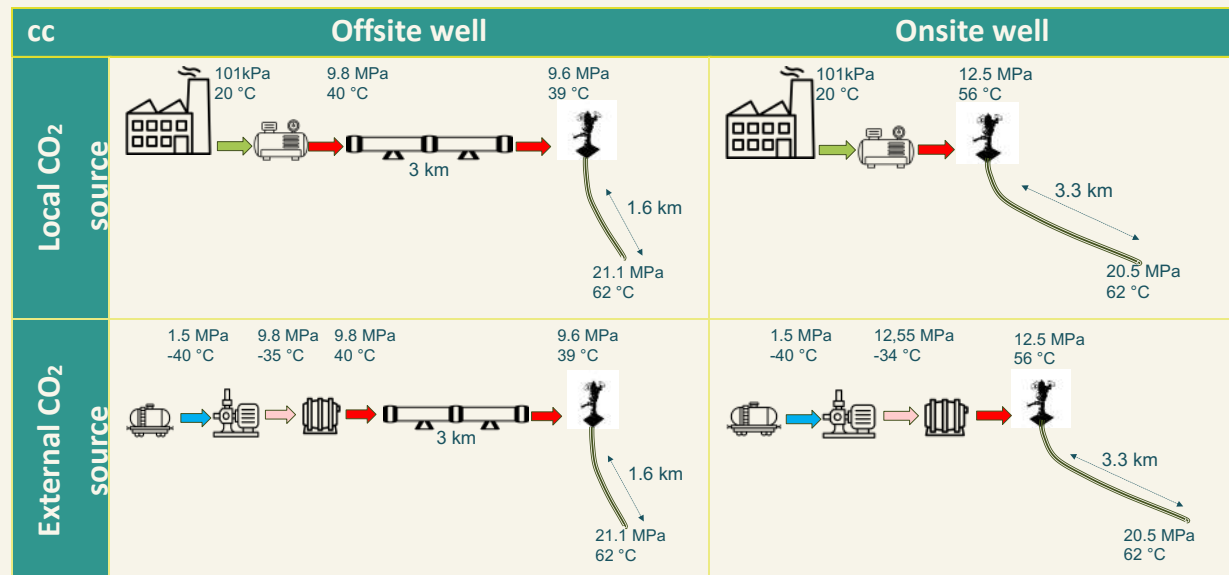 cc
Offsite well
Onsite well
Local CO₂
source
101kPa
20 °C
9.8 MPa
40 °C
9.6 MPa
39 °C
3 km
1.6 km
21.1 MPa
62 °C
101kPa
20 °C
12.5 MPa
56 °C
3.3 km
20.5 MPa
62 °C
External CO₂
source
1.5 MPa
-40 °C
9.8 MPa
-35 °C
9.8 MPa
40 °C
9.6 MPa
39 °C
3 km
1.6 km
21.1 MPa
62 °C
1.5 MPa
-40 °C
12,55 MPa
-34 °C
12.5 MPa
56 °C
3.3 km
20.5 MPa
62 °C